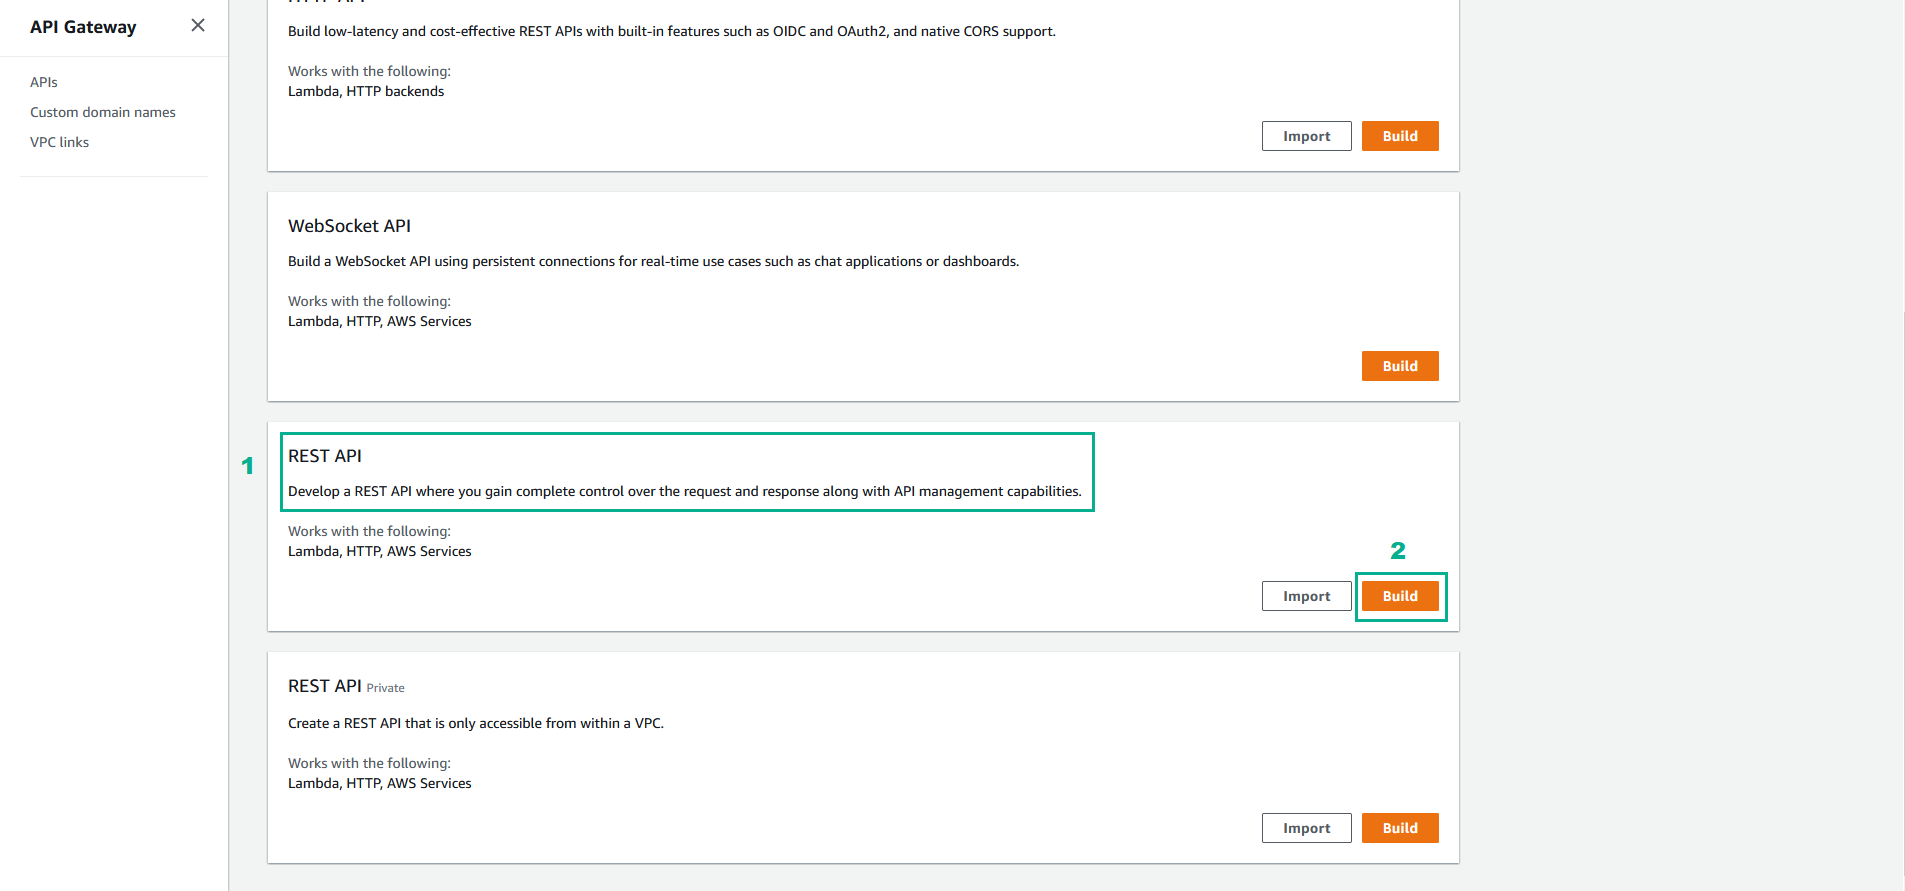 API Gateway
APIs
Custom domain names
VPC links
HTTP API
Build low-latency and cost-effective REST APIs with built-in features such as OIDC and OAuth2, and native CORS support.
Works with the following:
Lambda, HTTP backends
Import
Build
WebSocket API
Build a WebSocket API using persistent connections for real-time use cases such as chat applications or dashboards.
Works with the following:
Lambda, HTTP, AWS Services
Build
1
REST API
Develop a REST API where you gain complete control over the request and response along with API management capabilities.
Works with the following:
Lambda, HTTP, AWS Services
2
Import
Build
REST API Private
Create a REST API that is only accessible from within a VPC.
Works with the following:
Lambda, HTTP, AWS Services
Import
Build